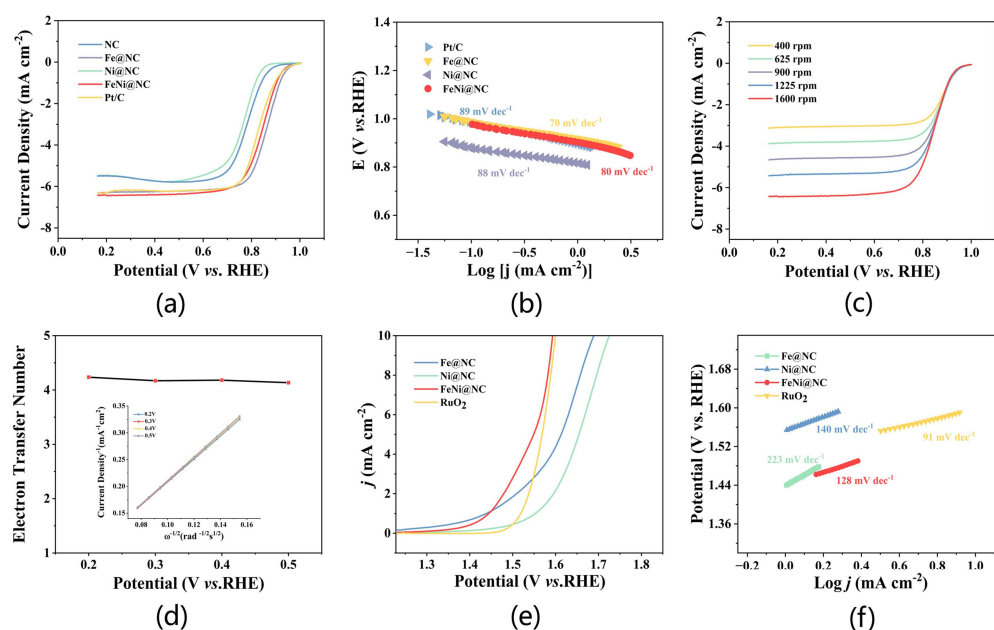 0
-2
-4
-6
-8
Current Density (mA cm⁻²)
NC
Fe@NC
Ni@NC
FeNi@NC
Pt/C
0.0
0.2
0.4
0.6
0.8
1.0
Potential (V vs. RHE)
(a)
1.4
1.2
1.0
0.8
0.6
E (V vs.RHE)
Pt/C
Fe@NC
Ni@NC
FeNi@NC
89 mV dec⁻¹
70 mV dec⁻¹
88 mV dec⁻¹
80 mV dec⁻¹
−1.5
−1.0
−0.5
0.0
0.5
Log [j (mA cm⁻²)]
(b)
2
0
-2
-4
-6
-8
Current Density (mA cm⁻²)
400 rpm
625 rpm
900 rpm
1225 rpm
1600 rpm
0.0
0.2
0.4
0.6
0.8
1.0
Potential (V vs. RHE)
(c)
5
4
3
2
1
Electron Transfer Number
0.35
0.30
0.25
0.20
0.15
Current Density⁻¹(mA⁻¹cm²)
0.2V
0.3V
0.4V
0.5V
0.08
0.10
0.12
0.14
0.16
ω⁻¹/²(rad ⁻¹/²s¹/²)
0.2
0.3
0.4
0.5
Potential (V vs.RHE)
(d)
10
8
6
4
2
0
j (mA cm⁻²)
Fe@NC
Ni@NC
FeNi@NC
RuO₂
1.3
1.4
1.5
1.6
1.7
1.8
Potential (V vs.RHE)
(e)
1.68
1.60
1.52
1.44
1.36
Potential (V vs. RHE)
Fe@NC
Ni@NC
FeNi@NC
RuO₂
140 mV dec⁻¹
91 mV dec⁻¹
223 mV dec⁻¹
128 mV dec⁻¹
−0.2
0.0
0.2
0.4
0.6
0.8
1.0
1.2
Log j (mA cm⁻²)
(f)